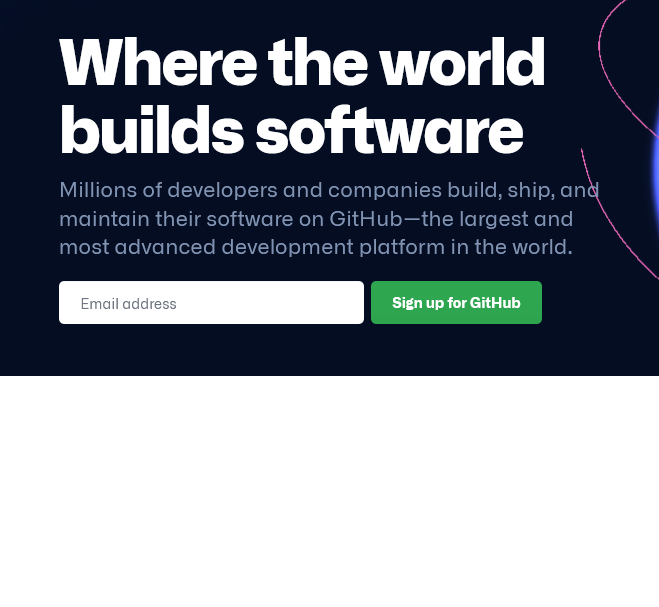 Where the world
builds software
Millions of developers and companies build, ship, and
maintain their software on GitHub—the largest and
most advanced development platform in the world.
Email address
Sign up for GitHub